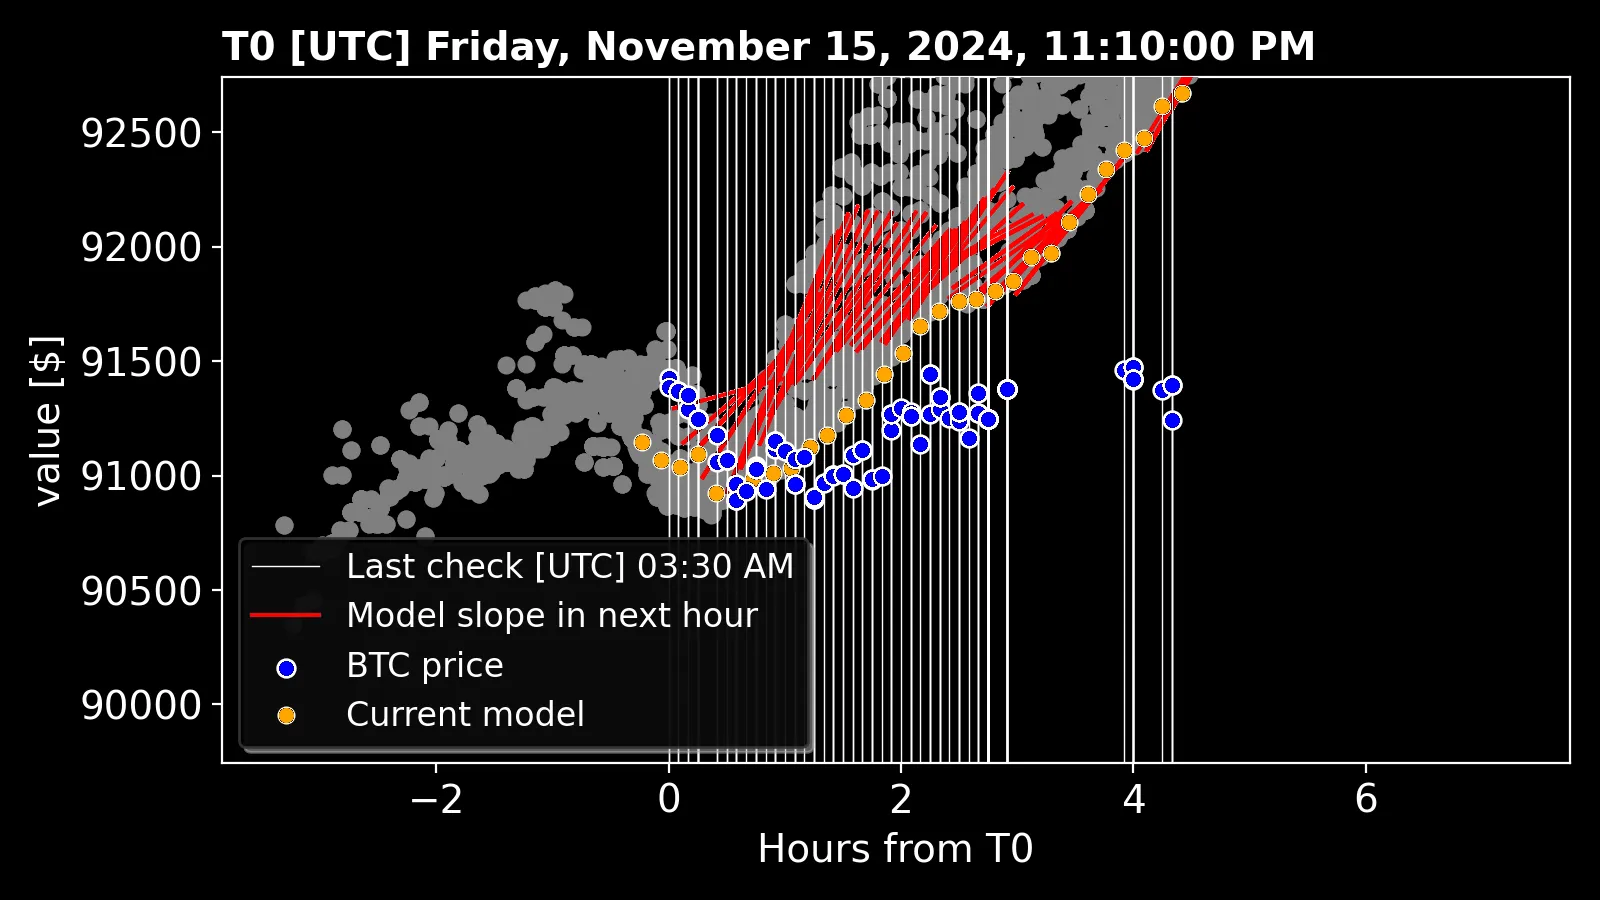 T0 [UTC] Friday, November 15, 2024, 11:10:00 PM
value [$]
92500
92000
91500
91000
90500
90000
Last check [UTC] 03:30 AM
Model slope in next hour
BTC price
Current model
−2 0 2 4 6
Hours from T0